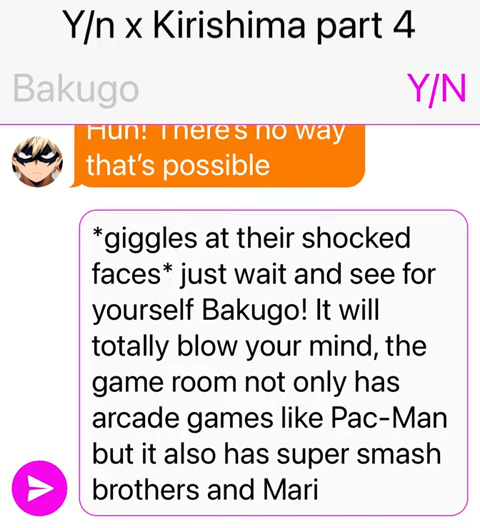 Y/n x Kirishima part 4
Bakugo
Y/N
Huh! There's no way
that's possible
*giggles at their shocked
faces* just wait and see for
yourself Bakugo! It will
totally blow your mind, the
game room not only has
arcade games like Pac-Man
but it also has super smash
brothers and Mari